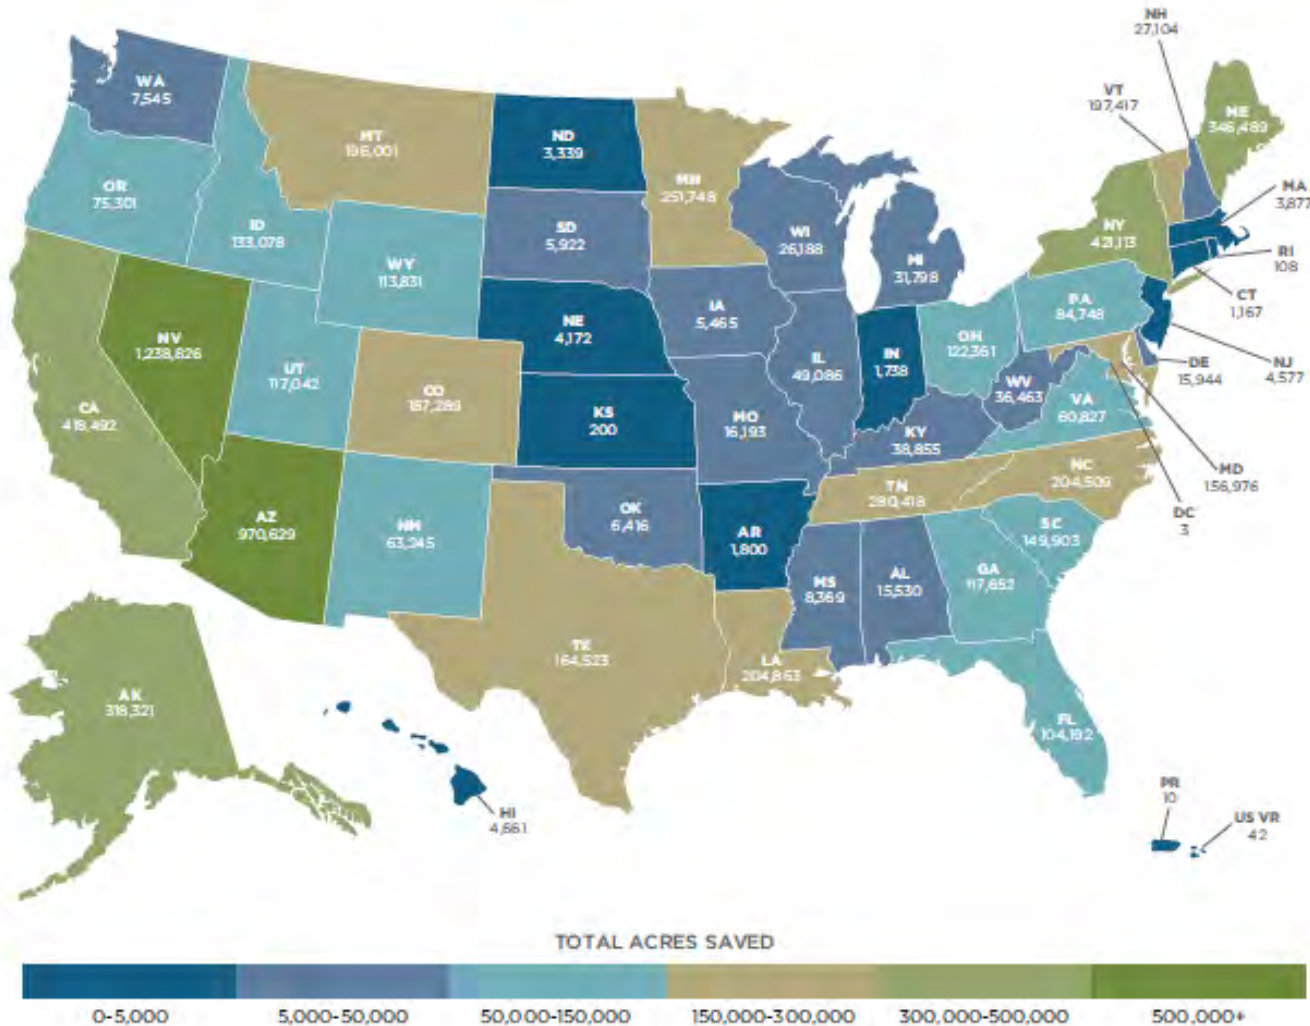 NH
27,104
VT
197,417
ME
346,489
WA
7,545
MT
196,001
ND
3,339
MN
251,748
OR
75,301
ID
133,078
SD
5,922
WI
26,188
MI
31,798
NY
421,113
MA
3,877
RI
108
CT
1,167
WY
113,831
IA
5,465
NE
4,172
PA
84,748
NJ
4,577
DE
15,944
NV
1,238,826
UT
117,042
CO
187,289
IL
49,086
IN
1,738
OH
122,361
WV
36,463
VA
60,827
CA
418,492
KS
200
MO
16,193
KY
38,855
MD
156,976
DC
3
TN
280,418
NC
204,509
AZ
970,629
NM
OK
6,416
AR
1,800
SC
149,903
MS
8,369
AL
15,530
GA
117,652
TX
164,523
LA
204,863
FL
104,192
AK
318,321
HI
4,661
PR
10
US VR
42
TOTAL ACRES SAVED
0-5,000
5,000-50,000
50,000-150,000
150,000-300,000
300,000-500,000
500,000+